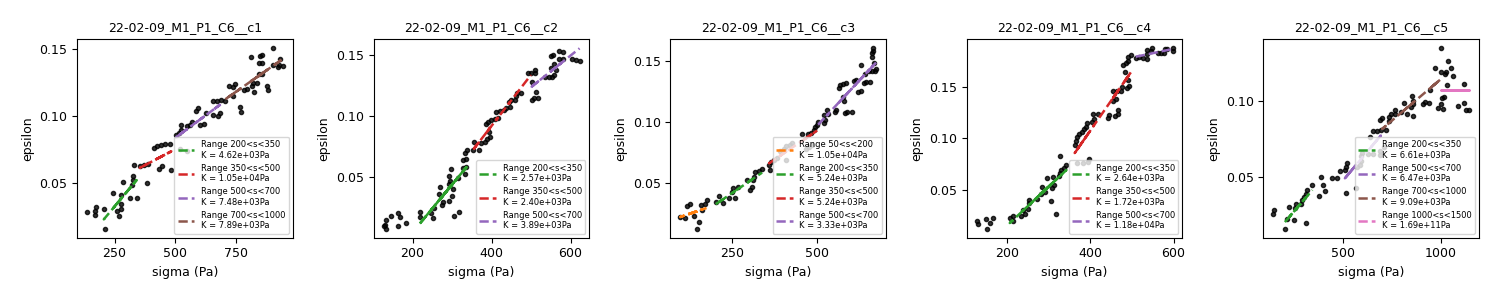 22-02-09_M1_P1_C6__c1
epsilon
0.15
0.10
0.05
250
500
750
sigma (Pa)
Range 200<s<350
K = 4.62e+03Pa
Range 350<s<500
K = 1.05e+04Pa
Range 500<s<700
K = 7.48e+03Pa
Range 700<s<1000
K = 7.89e+03Pa
22-02-09_M1_P1_C6__c2
epsilon
0.15
0.10
0.05
200
400
600
sigma (Pa)
Range 200<s<350
K = 2.57e+03Pa
Range 350<s<500
K = 2.40e+03Pa
Range 500<s<700
K = 3.89e+03Pa
22-02-09_M1_P1_C6__c3
epsilon
0.15
0.10
0.05
250
500
sigma (Pa)
Range 50<s<200
K = 1.05e+04Pa
Range 200<s<350
K = 5.24e+03Pa
Range 350<s<500
K = 5.24e+03Pa
Range 500<s<700
K = 3.33e+03Pa
22-02-09_M1_P1_C6__c4
epsilon
0.150
0.100
0.050
200
400
600
sigma (Pa)
Range 200<s<350
K = 2.64e+03Pa
Range 350<s<500
K = 1.72e+03Pa
Range 500<s<700
K = 1.18e+04Pa
22-02-09_M1_P1_C6__c5
epsilon
0.10
0.05
500
1000
sigma (Pa)
Range 200<s<350
K = 6.61e+03Pa
Range 500<s<700
K = 6.47e+03Pa
Range 700<s<1000
K = 9.09e+03Pa
Range 1000<s<1500
K = 1.69e+11Pa